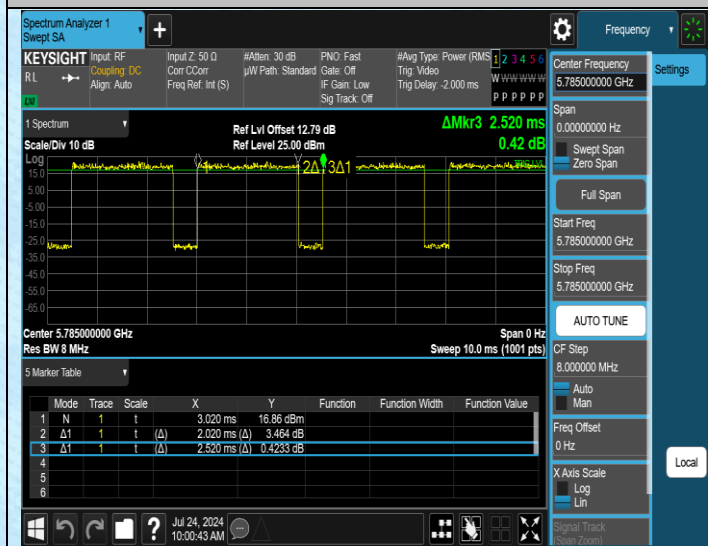 Spectrum Analyzer 1
Swept SA
+
Frequency
KEYSIGHT
RL
LXI
Input: RF
Coupling: DC
Align: Auto
Input Z: 50 Ω
Corr CCorr
Freq Ref: Int (S)
#Atten: 30 dB
µW Path: Standard
PNO: Fast
Gate: Off
IF Gain: Low
Sig Track: Off
#Avg Type: Power (RMS
Trig: Video
Trig Delay: -2.000 ms
1 2 3 4 5 6
W W W W W W
P P P P P P
Center Frequency
5.785000000 GHz
Settings
Span
0.00000000 Hz
Swept Span
Zero Span
Full Span
Start Freq
5.785000000 GHz
Stop Freq
5.785000000 GHz
AUTO TUNE
CF Step
8.000000 MHz
Auto
Man
Freq Offset
0 Hz
X Axis Scale
Log
Lin
Signal Track
(Span Zoom)
Local
1 Spectrum
Scale/Div 10 dB
Ref Lvl Offset 12.79 dB
Ref Level 25.00 dBm
ΔMkr3 2.520 ms
0.42 dB
Log
15.0
5.00
-5.00
-15.0
-25.0
-35.0
-45.0
-55.0
-65.0
1
2Δ1
3Δ1
Center 5.785000000 GHz
Span 0 Hz
Res BW 8 MHz
Sweep 10.0 ms (1001 pts)
5 Marker Table
Mode Trace Scale X Y Function Function Width Function Value
1 N 1 t 3.020 ms 16.86 dBm
2 Δ1 1 t (Δ) 2.020 ms (Δ) 3.464 dB
3 Δ1 1 t (Δ) 2.520 ms (Δ) 0.4233 dB
4
5
6
?
Jul 24, 2024
10:00:43 AM